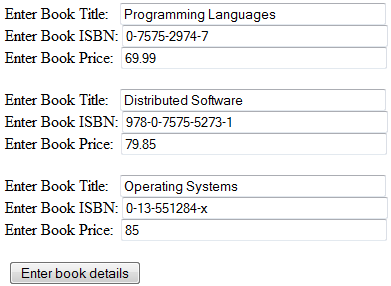 Enter Book Title: Programming Languages
Enter Book ISBN: 0-7575-2974-7
Enter Book Price: 69.99
Enter Book Title: Distributed Software
Enter Book ISBN: 978-0-7575-5273-1
Enter Book Price: 79.85
Enter Book Title: Operating Systems
Enter Book ISBN: 0-13-551284-x
Enter Book Price: 85
Enter book details